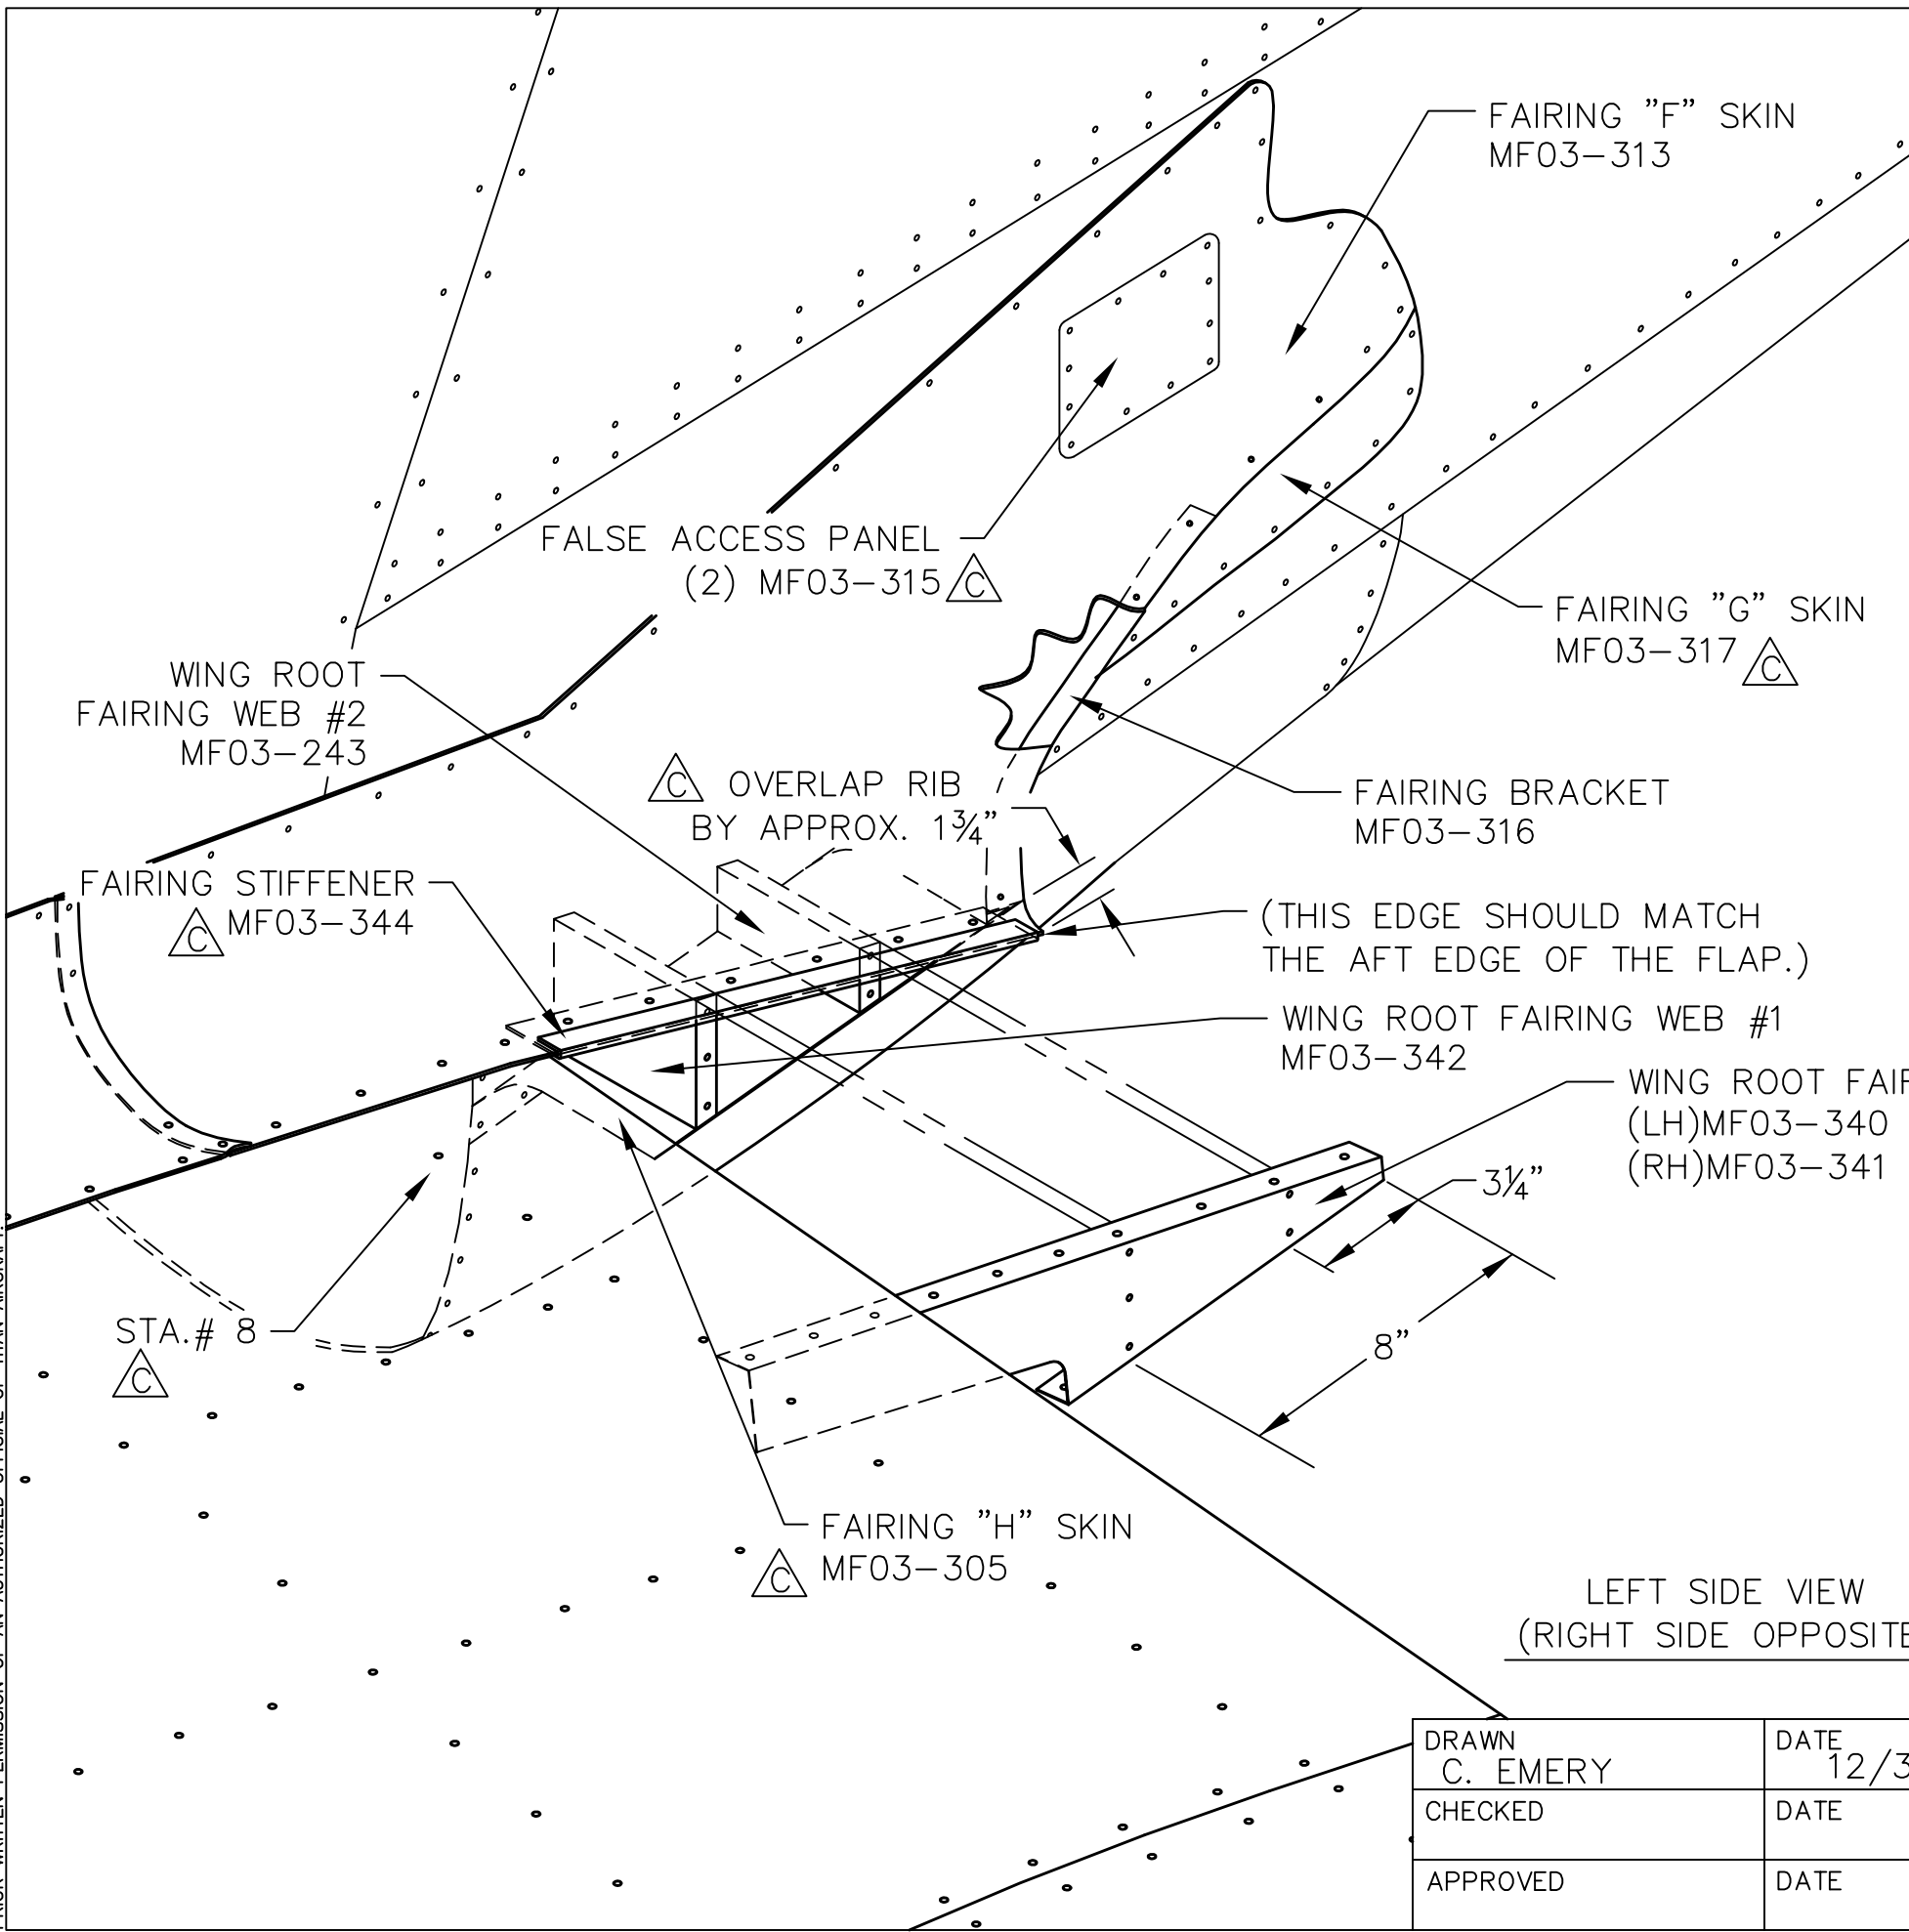 FAIRING "F" SKIN
MF03-313
FALSE ACCESS PANEL
(2) MF03-315 C
FAIRING "G" SKIN
MF03-317 C
WING ROOT
FAIRING WEB #2
MF03-243
C OVERLAP RIB
BY APPROX. 1¾"
FAIRING BRACKET
MF03-316
FAIRING STIFFENER
C MF03-344
(THIS EDGE SHOULD MATCH
THE AFT EDGE OF THE FLAP.)
WING ROOT FAIRING WEB #1
MF03-342
WING ROOT FAIR
(LH)MF03-340
(RH)MF03-341
3¼"
8"
STA.# 8
C
FAIRING "H" SKIN
C MF03-305
LEFT SIDE VIEW
(RIGHT SIDE OPPOSITE
DRAWN
C. EMERY
DATE
12/3
CHECKED
DATE
APPROVED
DATE